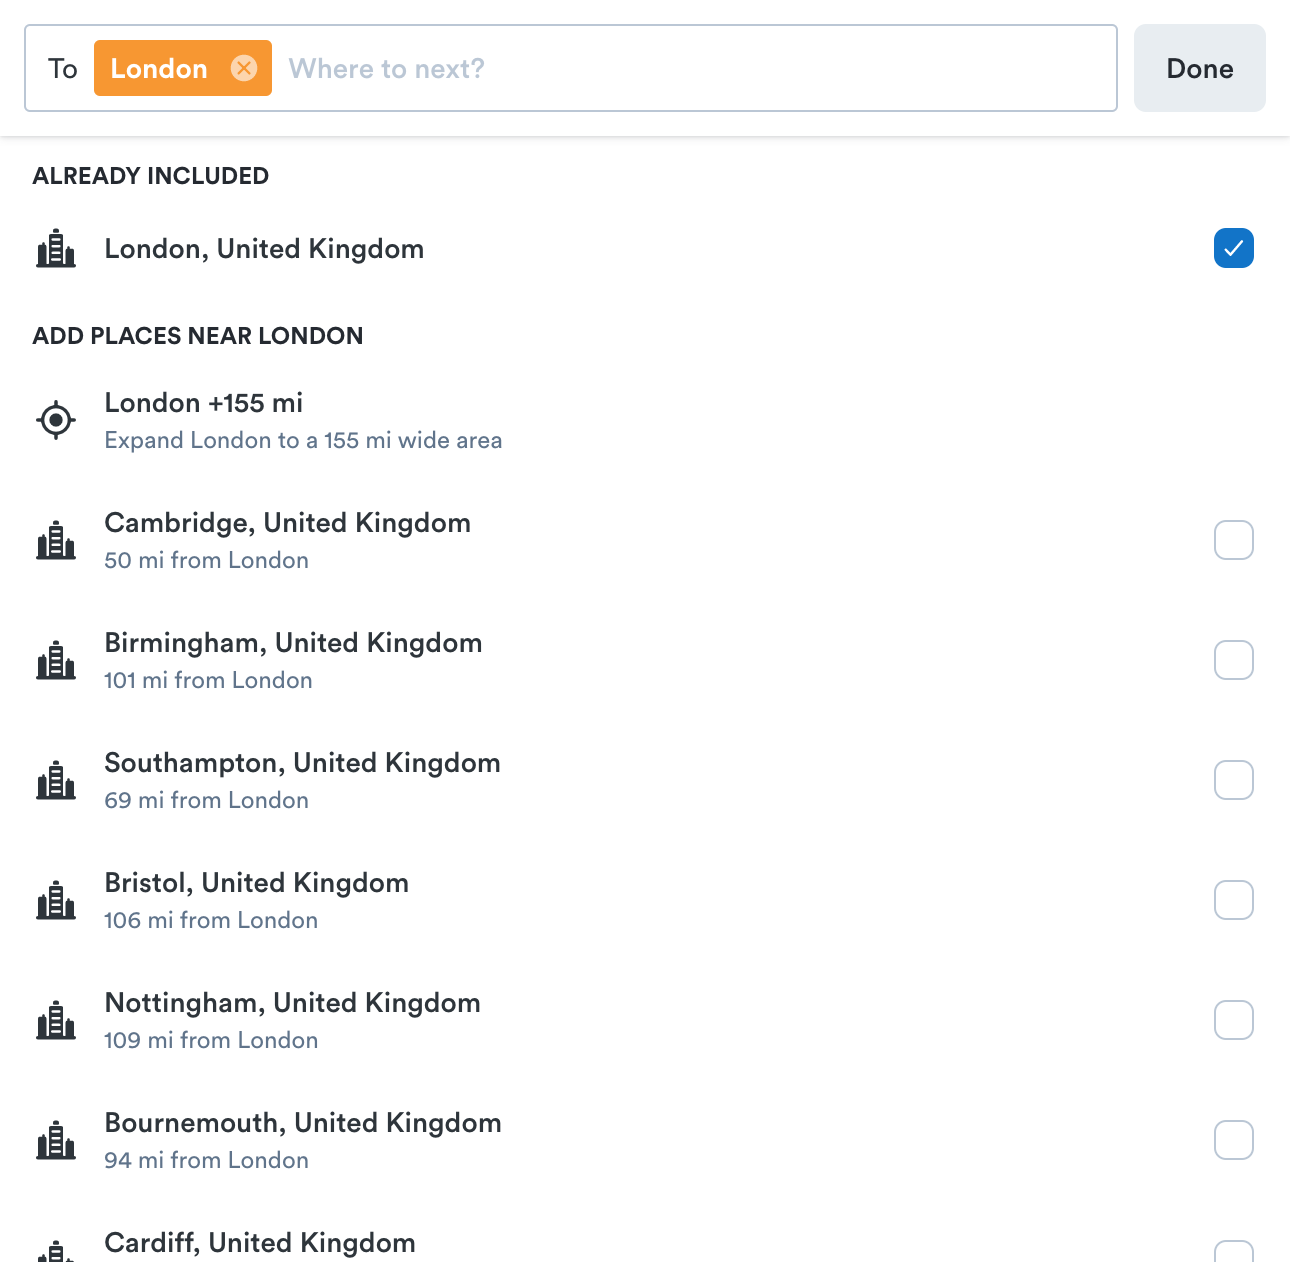 To London Where to next? Done
ALREADY INCLUDED
London, United Kingdom
ADD PLACES NEAR LONDON
London +155 mi
Expand London to a 155 mi wide area
Cambridge, United Kingdom
50 mi from London
Birmingham, United Kingdom
101 mi from London
Southampton, United Kingdom
69 mi from London
Bristol, United Kingdom
106 mi from London
Nottingham, United Kingdom
109 mi from London
Bournemouth, United Kingdom
94 mi from London
Cardiff, United Kingdom